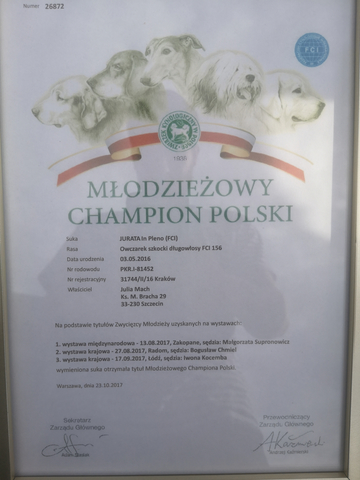 Numer 26872
FCI
1938
MŁODZIEŻOWY
CHAMPION POLSKI
Suka JURATA in Pleno (FCI)
Rasa Owczarek szkocki długowłosy FCI 156
Data urodzenia 03.05.2016
Nr rodowodu PKR.I-81452
Nr rejestracyjny 31744/II/16 Kraków
Właściciel Julia Mach
Ks. M. Bracha 29
33-230 Szczecin
Na podstawie tytułów Zwycięzcy Młodzieży uzyskanych na wystawach:
1. wystawa międzynarodowa - 13.08.2017, Zakopane, sędzia: Małgorzata Supronowicz
2. wystawa krajowa - 27.08.2017, Radom, sędzia: Bogusław Chmiel
3. wystawa krajowa - 17.09.2017, Łódź, sędzia: Iwona Kocemba
wymieniona suka otrzymała tytuł Młodzieżowego Championa Polski
Warszawa, dnia 23.10.2017
Sekretarz
Zarządu Głównego
Przewodniczący
Zarządu Głównego